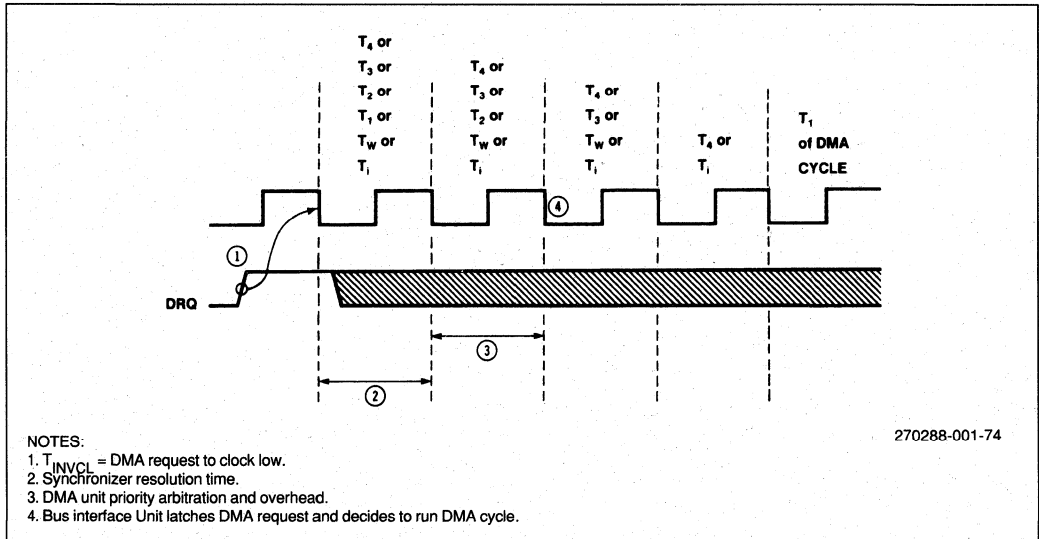 T4 or
T3 or
T2 or
T1 or
TW or
Ti
T4 or
T3 or
T2 or
TW or
Ti
T4 or
T3 or
TW or
Ti
T4 or
Ti
T1
of DMA
CYCLE
4
1
DRQ
3
2
270288-001-74
NOTES:
1. TINVCL = DMA request to clock low.
2. Synchronizer resolution time.
3. DMA unit priority arbitration and overhead.
4. Bus interface Unit latches DMA request and decides to run DMA cycle.